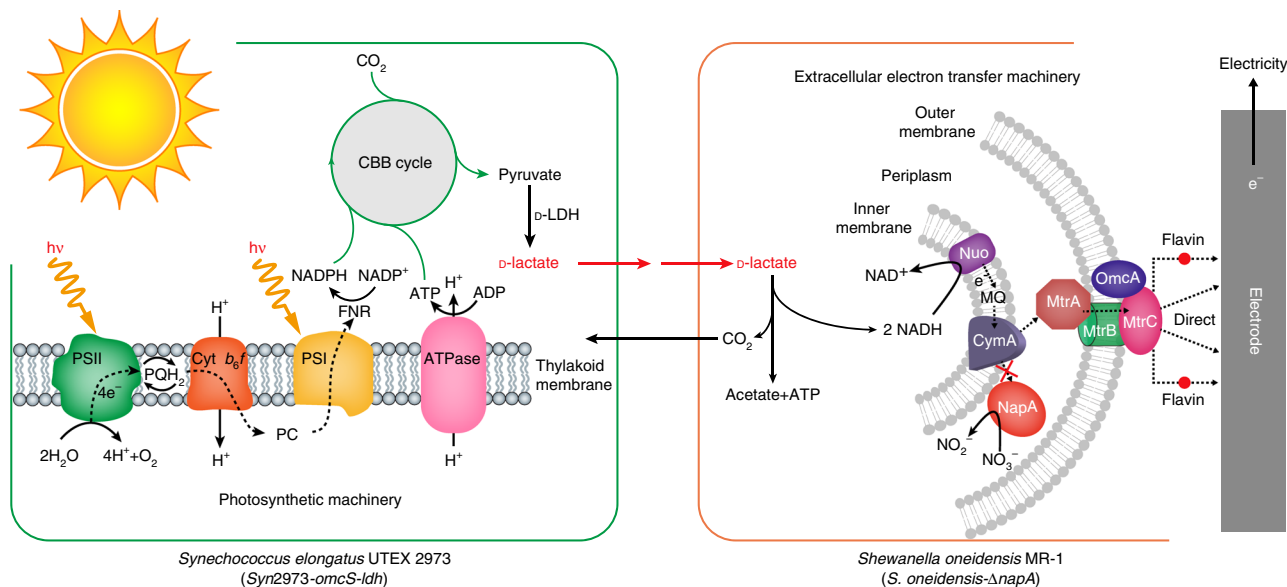 CO2
CBB cycle
Pyruvate
D-LDH
D-lactate
hν
hν
NADPH
NADP+
FNR
ATP
H+
ADP
H+
PSII
4e−
PQH2
Cyt b6f
PSI
ATPase
Thylakoid
membrane
PC
2H2O
4H++O2
H+
H+
Photosynthetic machinery
Synechococcus elongatus UTEX 2973
(Syn2973-omcS-ldh)
Extracellular electron transfer machinery
Outer
membrane
Periplasm
Inner
membrane
D-lactate
NAD+
Nuo
e−
MQ
2 NADH
CO2
Acetate+ATP
CymA
NapA
NO2−
NO3−
MtrA
MtrB
OmcA
MtrC
Flavin
Direct
Flavin
Electricity
e−
Electrode
Shewanella oneidensis MR-1
(S. oneidensis-ΔnapA)